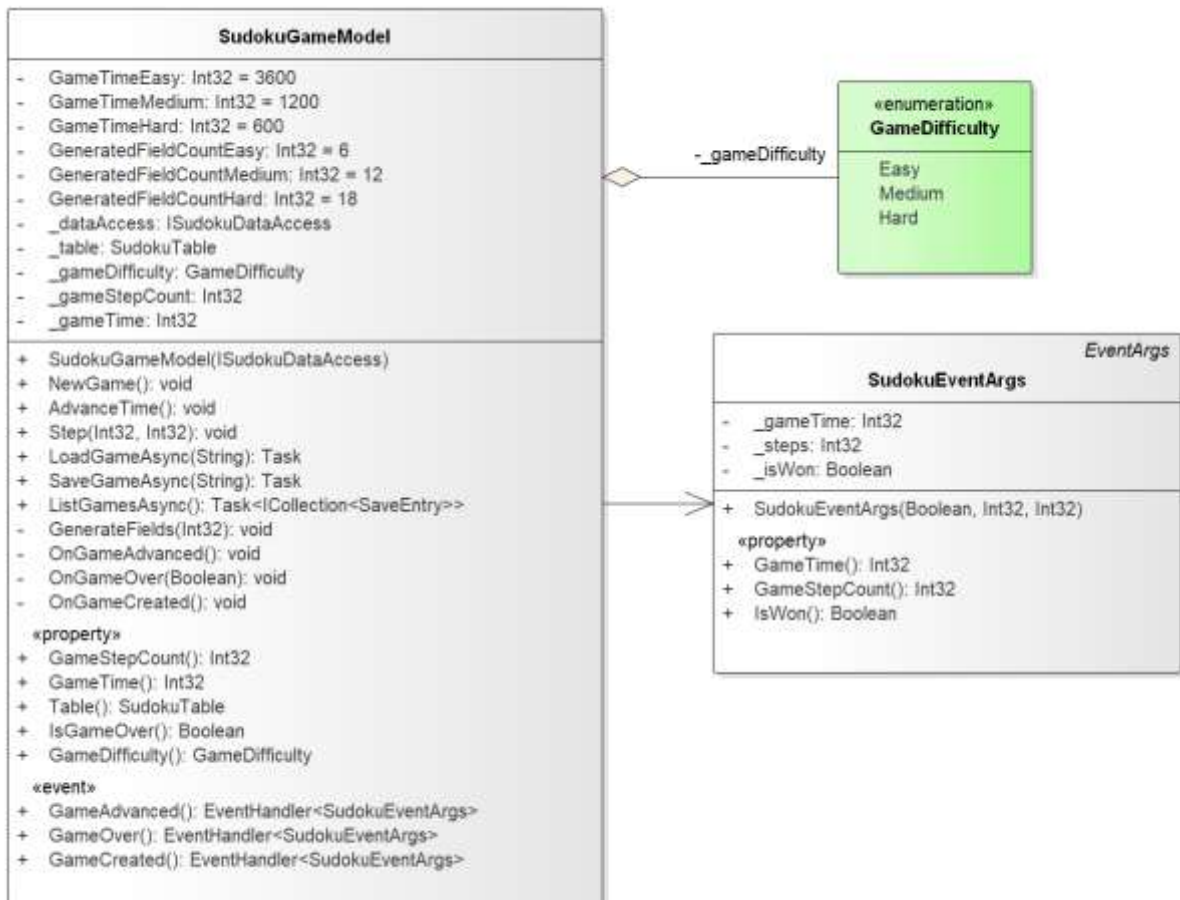 SudokuGameModel
- GameTimeEasy: Int32 = 3600
- GameTimeMedium: Int32 = 1200
- GameTimeHard: Int32 = 600
- GeneratedFieldCountEasy: Int32 = 6
- GeneratedFieldCountMedium: Int32 = 12
- GeneratedFieldCountHard: Int32 = 18
- _dataAccess: ISudokuDataAccess
- _table: SudokuTable
- _gameDifficulty: GameDifficulty
- _gameStepCount: Int32
- _gameTime: Int32
+ SudokuGameModel(ISudokuDataAccess)
+ NewGame(): void
+ AdvanceTime(): void
+ Step(Int32, Int32): void
+ LoadGameAsync(String): Task
+ SaveGameAsync(String): Task
+ ListGamesAsync(): Task<ICollection<SaveEntry>>
- GenerateFields(Int32): void
- OnGameAdvanced(): void
- OnGameOver(Boolean): void
- OnGameCreated(): void
«property»
+ GameStepCount(): Int32
+ GameTime(): Int32
+ Table(): SudokuTable
+ IsGameOver(): Boolean
+ GameDifficulty(): GameDifficulty
«event»
+ GameAdvanced(): EventHandler<SudokuEventArgs>
+ GameOver(): EventHandler<SudokuEventArgs>
+ GameCreated(): EventHandler<SudokuEventArgs>
-_gameDifficulty
«enumeration»
GameDifficulty
Easy
Medium
Hard
EventArgs
SudokuEventArgs
- _gameTime: Int32
- _steps: Int32
- _isWon: Boolean
+ SudokuEventArgs(Boolean, Int32, Int32)
«property»
+ GameTime(): Int32
+ GameStepCount(): Int32
+ IsWon(): Boolean